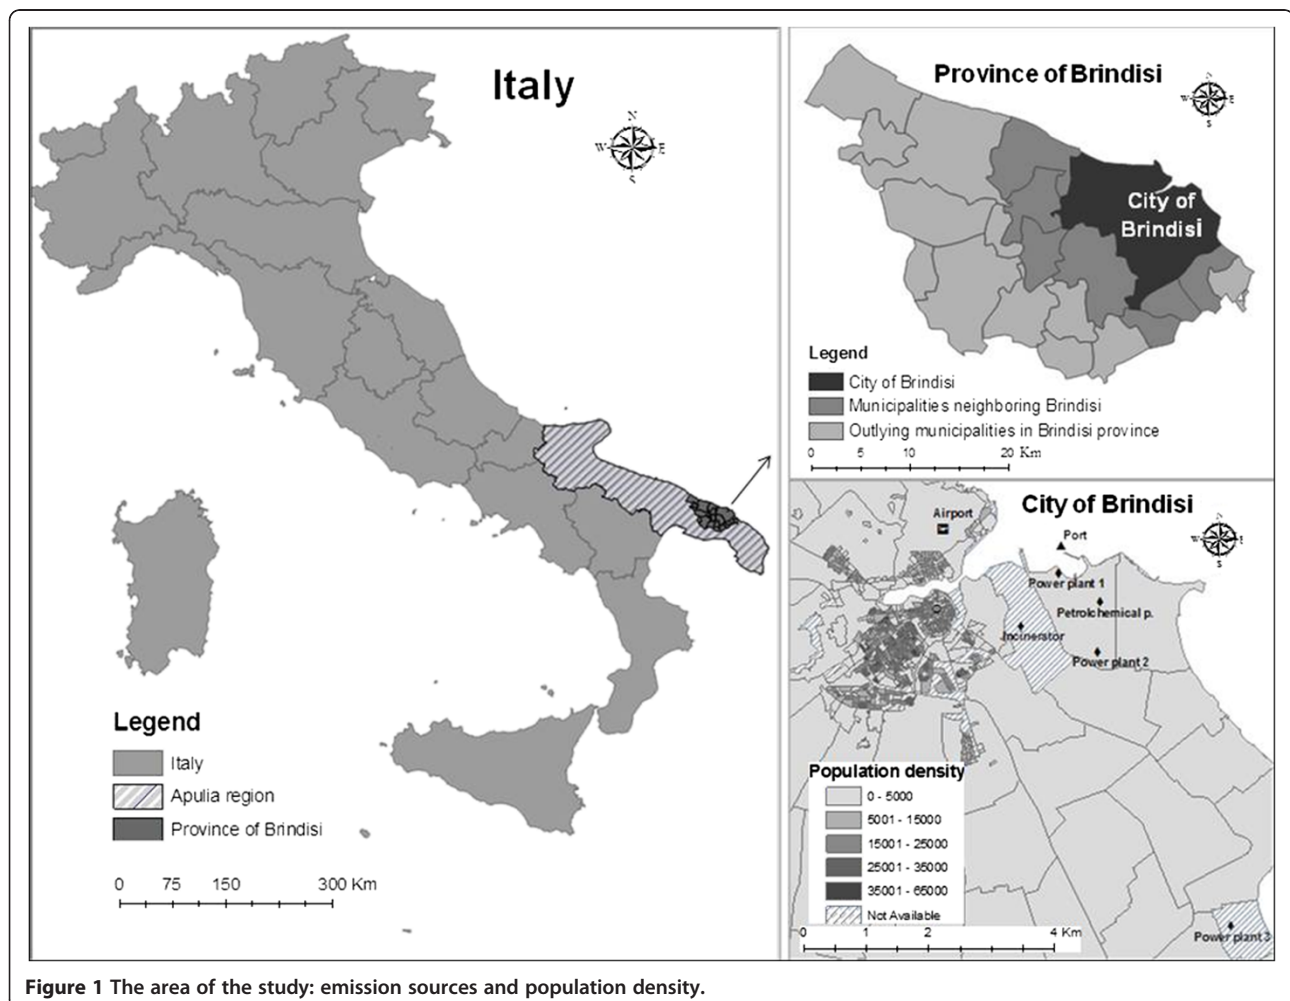 Italy
N
W
E
S
Legend
Italy
Apulia region
Province of Brindisi
0 75 150 300 Km
Province of Brindisi
N
W
E
S
City of
Brindisi
Legend
City of Brindisi
Municipalities neighboring Brindisi
Outlying municipalities in Brindisi province
0 5 10 20 Km
City of Brindisi
N
W
E
S
Airport
Port
Power plant 1
Petrolchemical p.
Incinerator
Power plant 2
Population density
0 - 5000
5001 - 15000
15001 - 25000
25001 - 35000
35001 - 65000
Not Available
0 1 2 4 Km
Power plant 3
Figure 1 The area of the study: emission sources and population density.